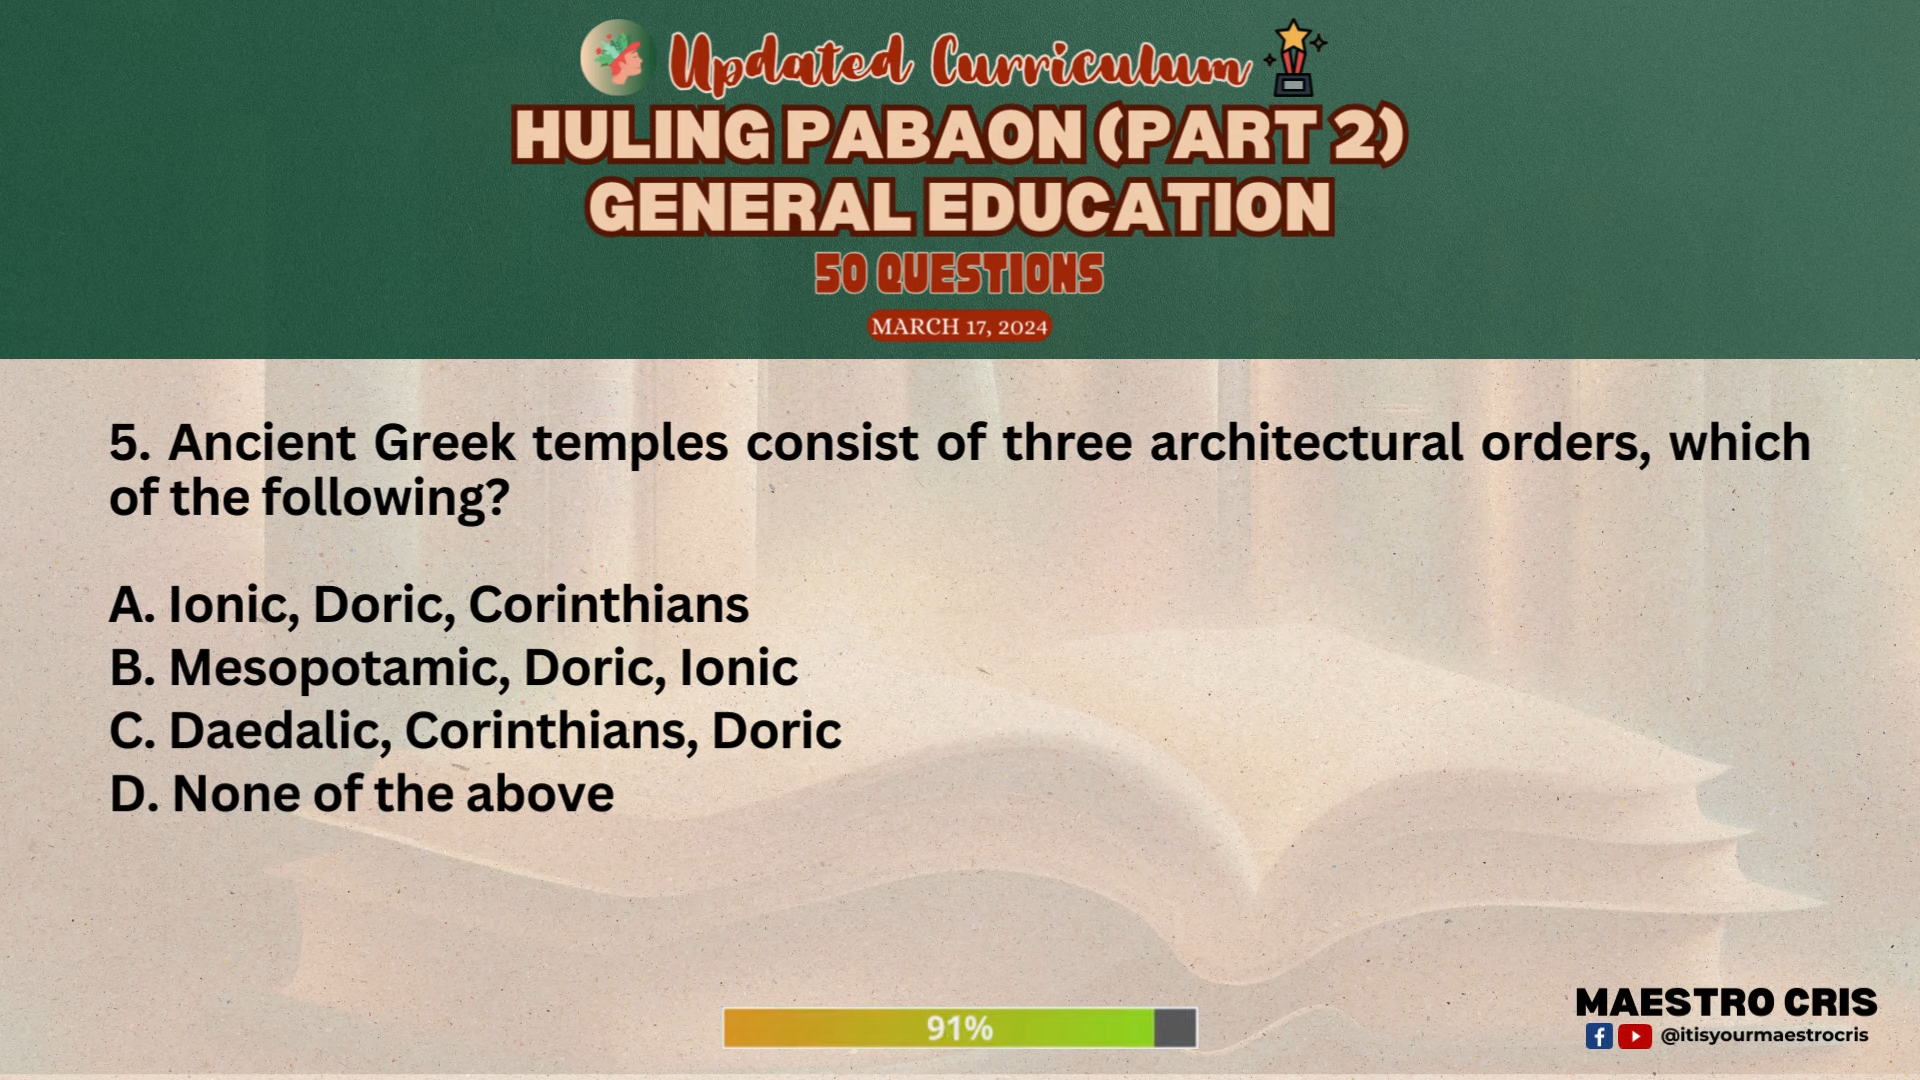 Updated Curriculum
HULING PABAON (PART 2)
GENERAL EDUCATION
50 QUESTIONS
MARCH 17, 2024
5. Ancient Greek temples consist of three architectural orders, which
of the following?
A. Ionic, Doric, Corinthians
B. Mesopotamic, Doric, Ionic
C. Daedalic, Corinthians, Doric
D. None of the above
91%
MAESTRO CRIS
@itisyourmaestrocris